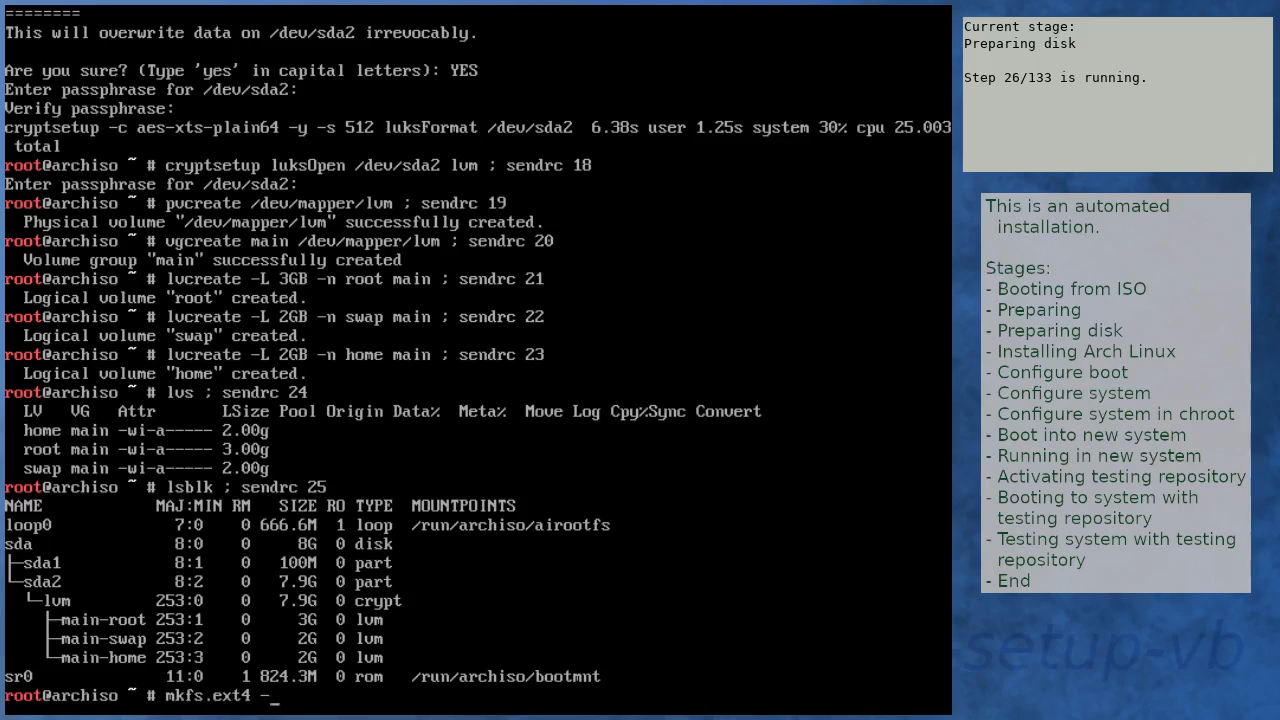 ========
This will overwrite data on /dev/sda2 irrevocably.
Are you sure? (Type 'yes' in capital letters): YES
Enter passphrase for /dev/sda2:
Verify passphrase:
cryptsetup -c aes-xts-plain64 -y -s 512 luksFormat /dev/sda2  6.38s user 1.25s system 30% cpu 25.003
 total
root@archiso ~ # cryptsetup luksOpen /dev/sda2 lvm ; sendrc 18
Enter passphrase for /dev/sda2:
root@archiso ~ # pvcreate /dev/mapper/lvm ; sendrc 19
  Physical volume "/dev/mapper/lvm" successfully created.
root@archiso ~ # vgcreate main /dev/mapper/lvm ; sendrc 20
  Volume group "main" successfully created
root@archiso ~ # lvcreate -L 3GB -n root main ; sendrc 21
  Logical volume "root" created.
root@archiso ~ # lvcreate -L 2GB -n swap main ; sendrc 22
  Logical volume "swap" created.
root@archiso ~ # lvcreate -L 2GB -n home main ; sendrc 23
  Logical volume "home" created.
root@archiso ~ # lvs ; sendrc 24
  LV   VG   Attr       LSize Pool Origin Data%  Meta%  Move Log Cpy%Sync Convert
  home main -wi-a----- 2.00g
  root main -wi-a----- 3.00g
  swap main -wi-a----- 2.00g
root@archiso ~ # lsblk ; sendrc 25
NAME            MAJ:MIN RM   SIZE RO TYPE  MOUNTPOINTS
loop0             7:0    0 666.6M  1 loop  /run/archiso/airootfs
sda               8:0    0     8G  0 disk
├─sda1            8:1    0   100M  0 part
└─sda2            8:2    0   7.9G  0 part
  └─lvm         253:0    0   7.9G  0 crypt
    ├─main-root 253:1    0     3G  0 lvm
    ├─main-swap 253:2    0     2G  0 lvm
    └─main-home 253:3    0     2G  0 lvm
sr0              11:0    1 824.3M  0 rom   /run/archiso/bootmnt
root@archiso ~ # mkfs.ext4 -_
Current stage:
Preparing disk
Step 26/133 is running.
This is an automated
installation.
Stages:
- Booting from ISO
- Preparing
- Preparing disk
- Installing Arch Linux
- Configure boot
- Configure system
- Configure system in chroot
- Boot into new system
- Running in new system
- Activating testing repository
- Booting to system with
testing repository
- Testing system with testing
repository
- End
-setup-vb